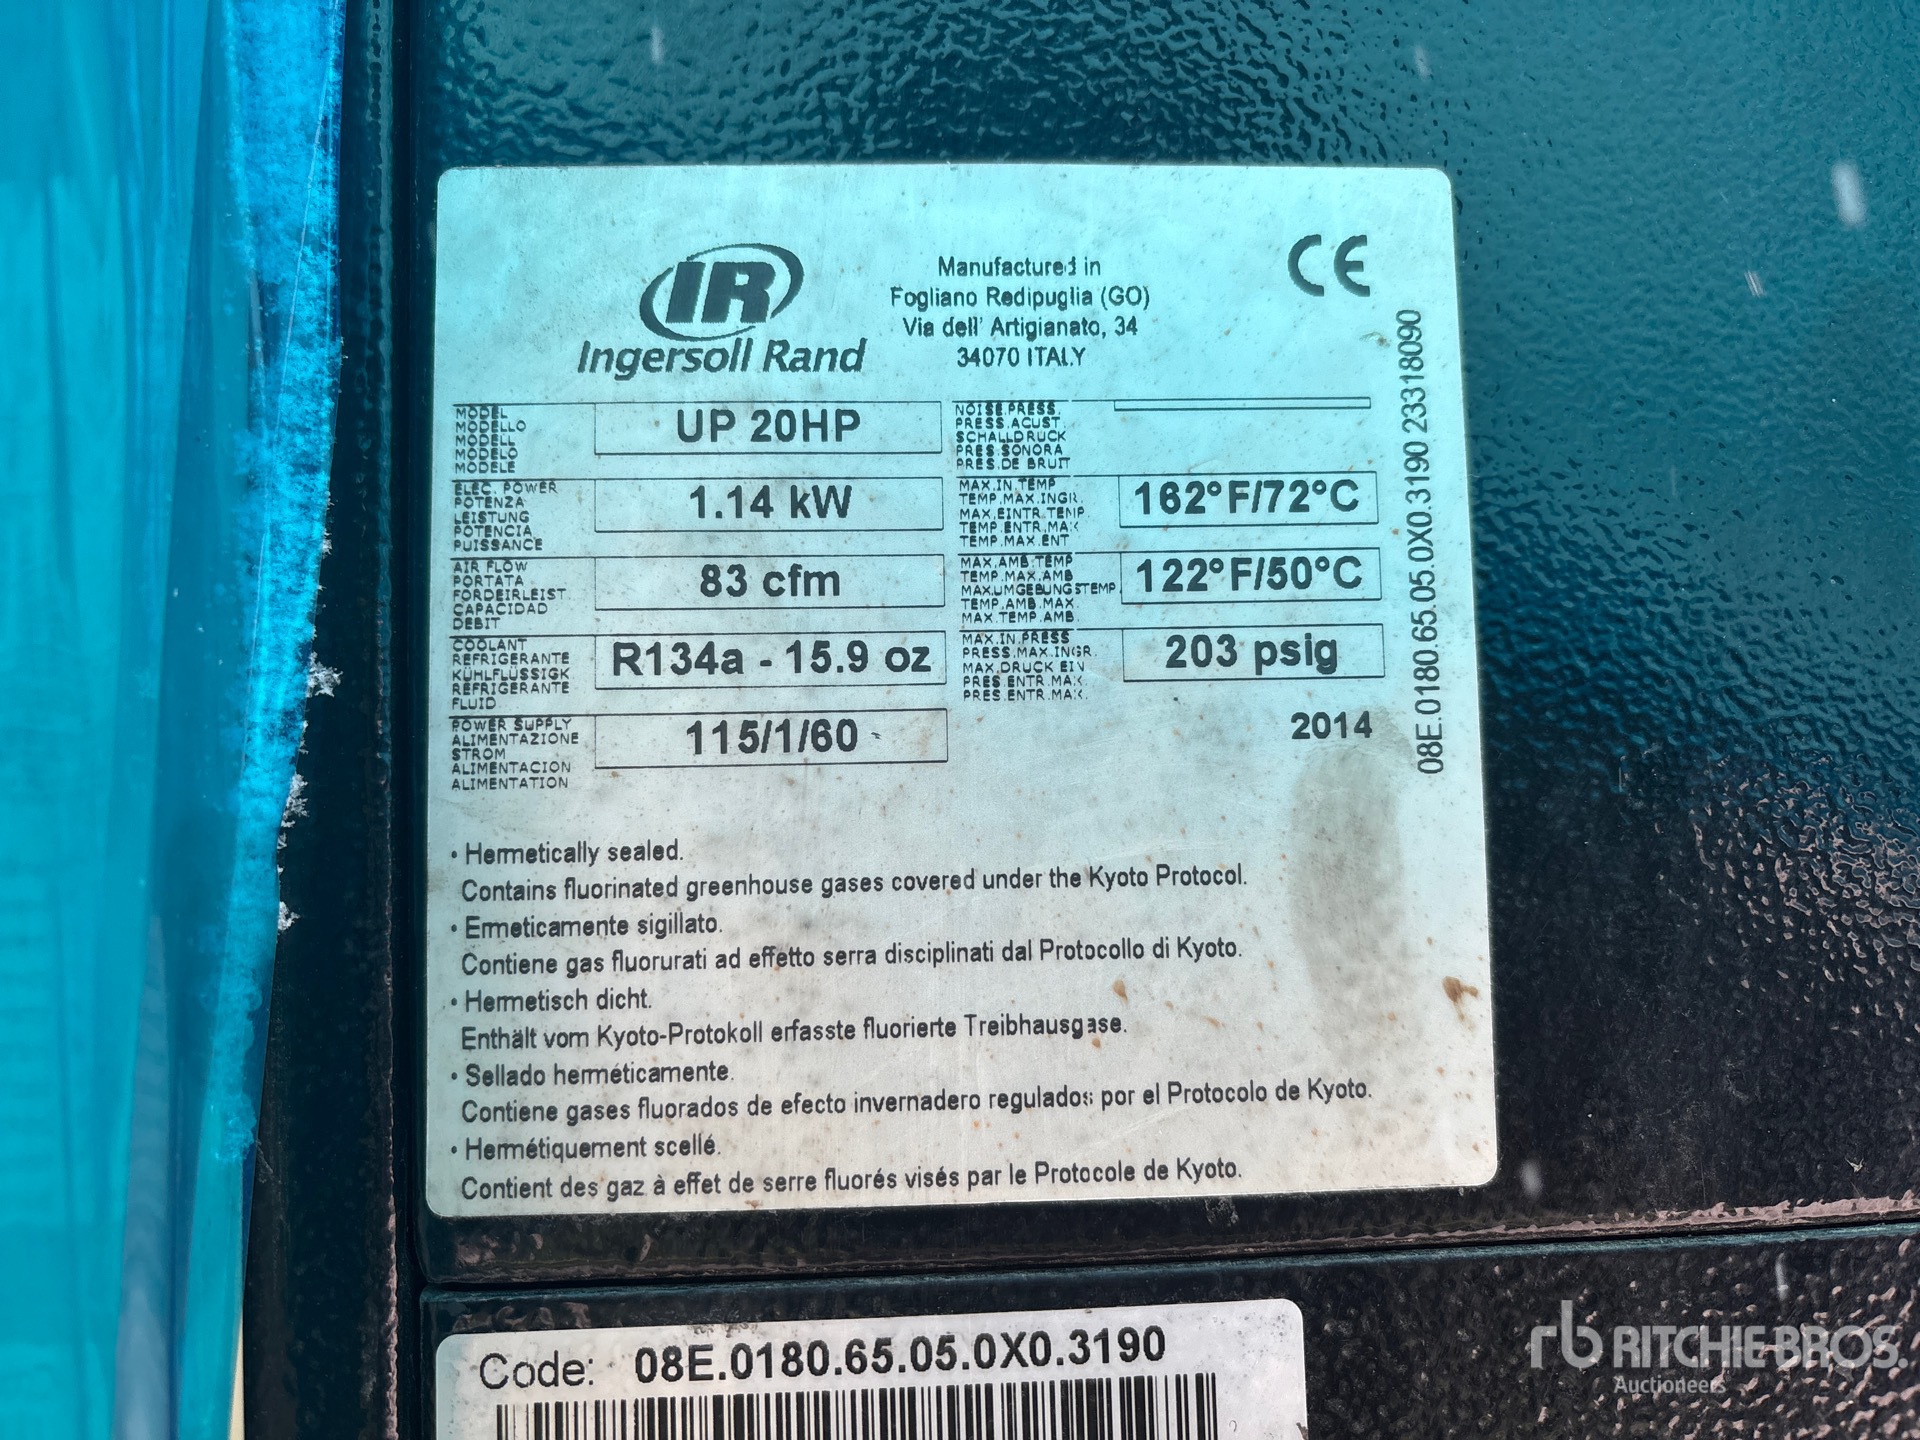 IR
Ingersoll Rand
Manufactured in
Fogliano Redipuglia (GO)
Via dell' Artigianato, 34
34070 ITALY
CE
MODEL
MODELLO
MODELL
MODELO
MODÈLE
UP 20HP
ELEC. POWER
POTENZA
LEISTUNG
POTENCIA
PUISSANCE
1.14 kW
AIR FLOW
PORTATA
FÖRDEIRLEIST.
CAPACIDAD
DÉBIT
83 cfm
COOLANT
REFRIGERANTE
KÜHLFLÜSSIGK
REFRIGERANTE
FLUID
R134a - 15.9 oz
POWER SUPPLY
ALIMENTAZIONE
STROM
ALIMENTACION
ALIMENTATION
115/1/60
NOISE.PRESS.
PRESS.ACUST.
SCHALLDRUCK
PRES.SONORA
PRES.DE BRUIT
MAX.IN.TEMP
TEMP.MAX.INGR.
MAX.EINTR.TEMP.
TEMP.ENTR.MAX
TEMP.MAX.ENT
162°F/72°C
MAX.AMB.TEMP
TEMP.MAX.AMB
MAX.UMGEBUNGSTEMP.
TEMP.AMB.MAX.
MAX.TEMP.AMB.
122°F/50°C
MAX.IN.PRESS
PRESS.MAX.INGR.
MAX.DRUCK EIN
PRES.ENTR.MAX.
PRES.ENTR.MAX.
203 psig
2014
08E.0180.65.05.0X0.3190 23318090
• Hermetically sealed.
Contains fluorinated greenhouse gases covered under the Kyoto Protocol.
• Ermeticamente sigillato.
Contiene gas fluorurati ad effetto serra disciplinati dal Protocollo di Kyoto.
• Hermetisch dicht.
Enthält vom Kyoto-Protokoll erfasste fluorierte Treibhausgase.
• Sellado herméticamente.
Contiene gases fluorados de efecto invernadero regulados por el Protocolo de Kyoto.
• Hermétiquement scellé.
Contient des gaz à effet de serre fluorés visés par le Protocole de Kyoto.
Code: 08E.0180.65.05.0X0.3190
rb RITCHIE BROS.
Auctioneers